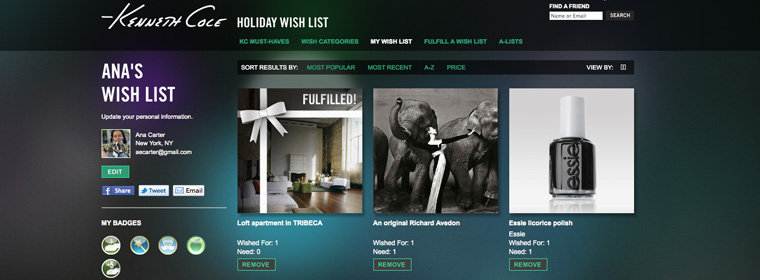 Kenneth Cole HOLIDAY WISH LIST
FIND A FRIEND
Name or Email SEARCH
KC MUST-HAVES WISH CATEGORIES MY WISH LIST FULFILL A WISH LIST A-LISTS
ANA'S
WISH LIST
Update your personal information.
Ana Carter
New York, NY
aecarter@gmail.com
EDIT
Share Tweet Email
MY BADGES
SORT RESULTS BY: MOST POPULAR MOST RECENT A-Z PRICE VIEW BY:
FULFILLED!
Loft apartment in TRIBECA
Wished For: 1
Need: 0
REMOVE
An original Richard Avedon
Wished For: 1
Need: 1
REMOVE
essie
Essie licorice polish
Essie
Wished For: 1
Need: 1
REMOVE